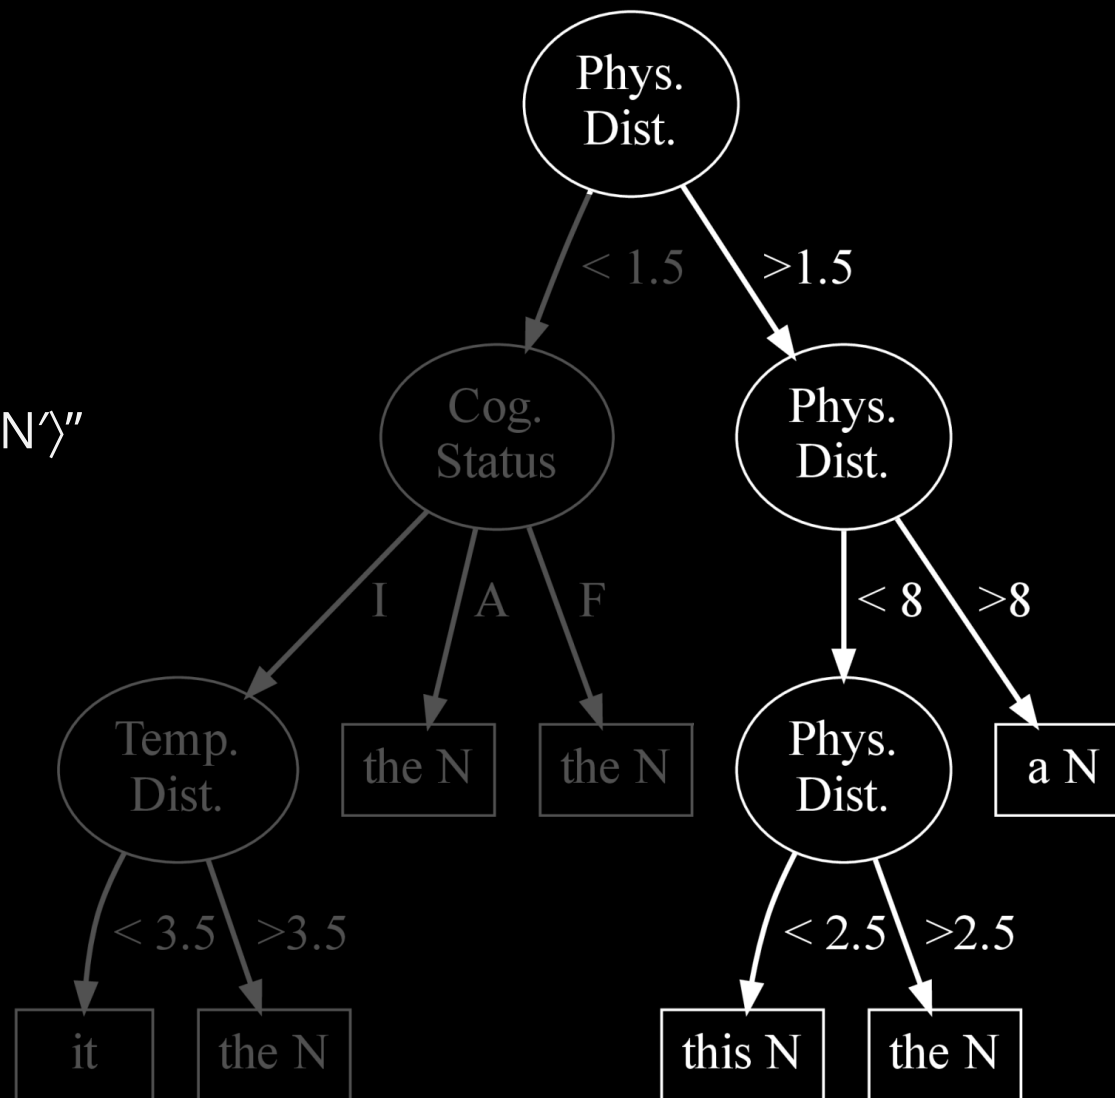 Phys.
Dist.
< 1.5
>1.5
N′⟩″
Cog.
Status
Phys.
Dist.
I
A
F
< 8
>8
Temp.
Dist.
the N
the N
Phys.
Dist.
a N
< 3.5
>3.5
< 2.5
>2.5
it
the N
this N
the N